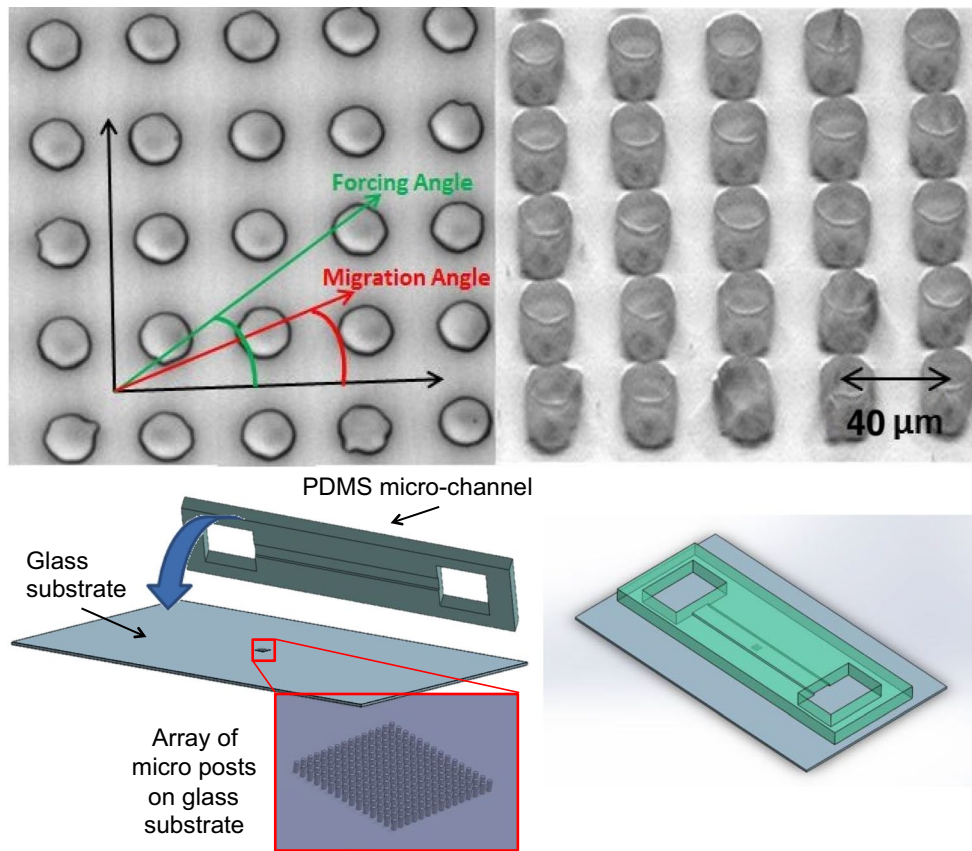 Forcing Angle
Migration Angle
40 μm
PDMS micro-channel
Glass
substrate
Array of
micro posts
on glass
substrate